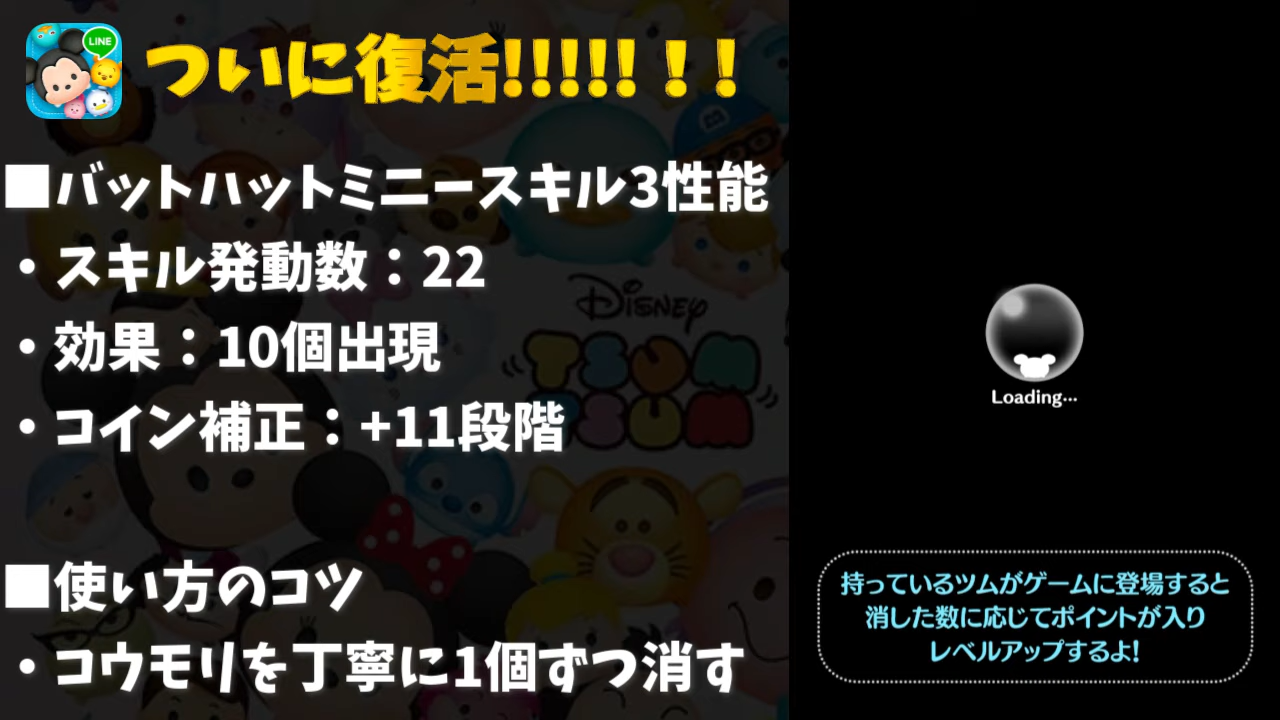 LINE
ついに復活!!!!!！！
■バットハットミニースキル3性能
・スキル発動数：22
・効果：10個出現
・コイン補正：+11段階
DISNEY
TSUM
TSUM
■使い方のコツ
・コウモリを丁寧に1個ずつ消す
Loading…
持っているツムがゲームに登場すると
消した数に応じてポイントが入り
レベルアップするよ!